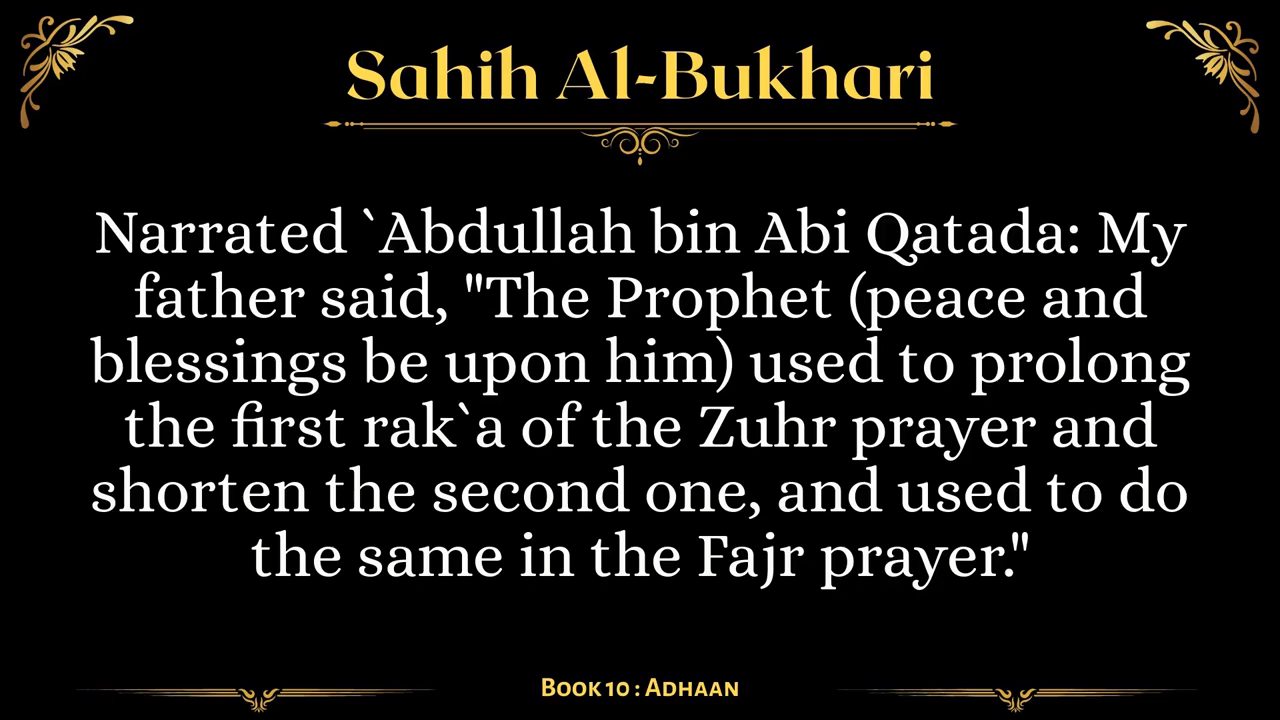 Sahih Al-Bukhari
Narrated `Abdullah bin Abi Qatada: My
father said, "The Prophet (peace and
blessings be upon him) used to prolong
the first rak`a of the Zuhr prayer and
shorten the second one, and used to do
the same in the Fajr prayer."
Book 10 : Adhaan